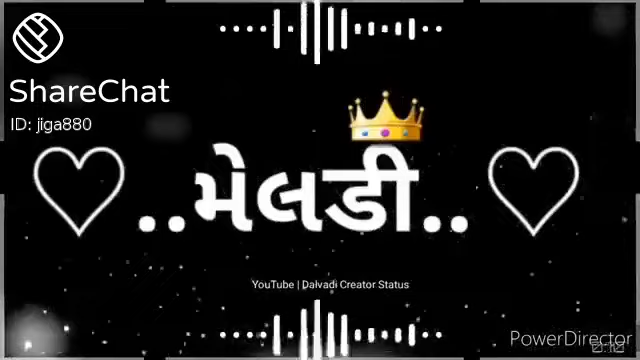 ShareChat
ID: jiga880
..મેલડી..
YouTube | Dalvadi Creator Status
PowerDirector